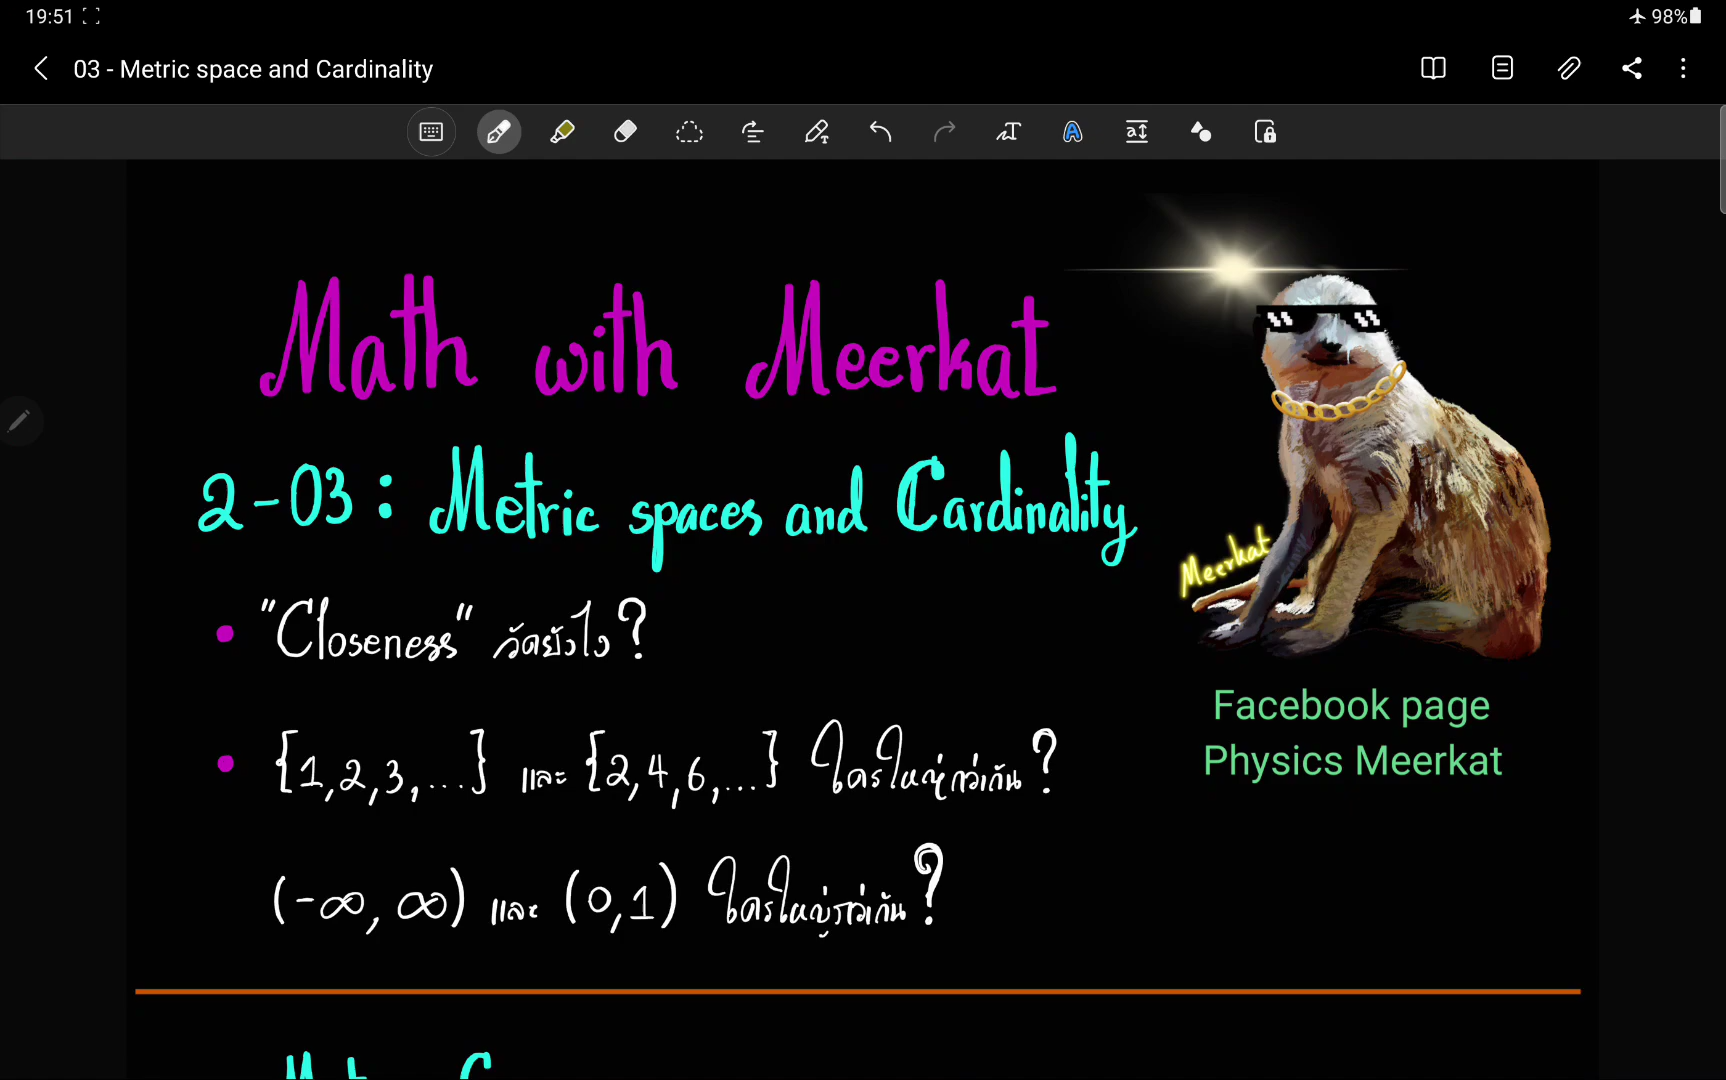 19:51
98%
03 - Metric space and Cardinality
Math with Meerkat
2-03: Metric spaces and Cardinality
Meerkat
• "Closeness" วัดยังไง?
Facebook page
Physics Meerkat
• {1,2,3,...} และ {2,4,6,...} ใครใหญ่กว่ากัน?
(-∞, ∞) และ (0,1) ใครใหญ่กว่ากัน?